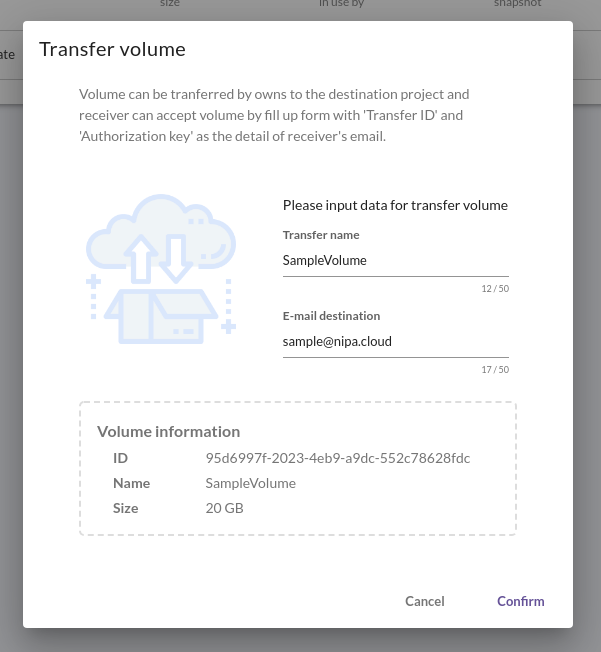 size in use by snapshot
Transfer volume
ate
Volume can be tranferred by owns to the destination project and
receiver can accept volume by fill up form with 'Transfer ID' and
'Authorization key' as the detail of receiver's email.
Please input data for transfer volume
Transfer name
SampleVolume
12 / 50
E-mail destination
sample@nipa.cloud
17 / 50
Volume information
ID 95d6997f-2023-4eb9-a9dc-552c78628fdc
Name SampleVolume
Size 20 GB
Cancel Confirm